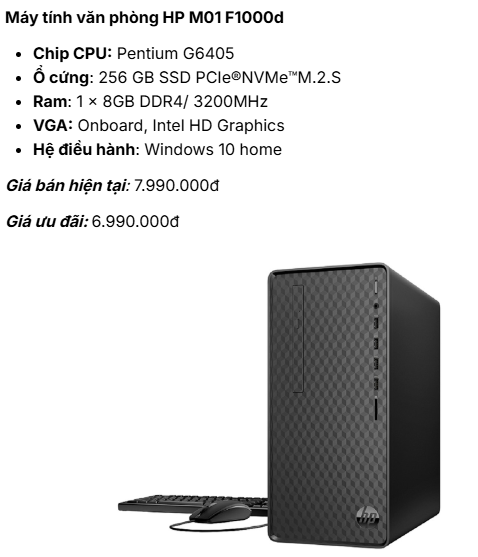 Máy tính văn phòng HP M01 F1000d
• Chip CPU: Pentium G6405
• Ổ cứng: 256 GB SSD PCIe®NVMe™M.2.S
• Ram: 1 x 8GB DDR4/ 3200MHz
• VGA: Onboard, Intel HD Graphics
• Hệ điều hành: Windows 10 home
Giá bán hiện tại: 7.990.000đ
Giá ưu đãi: 6.990.000đ
hp